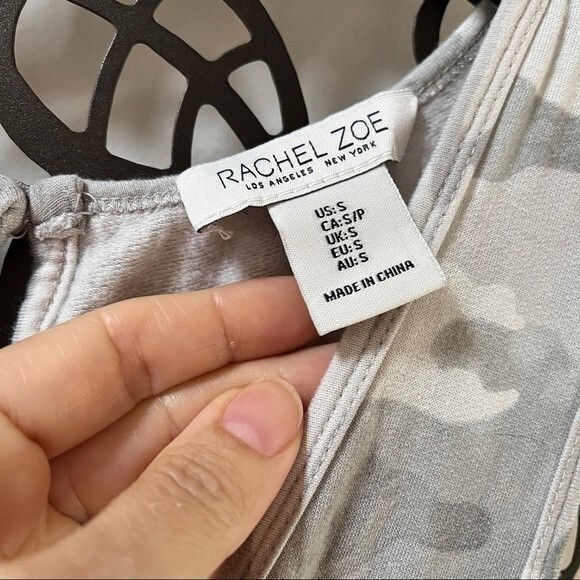 RACHEL ZOE
LOS ANGELES NEW YORK
US: S
CA: S/P
UK: S
EU: S
AU: S
MADE IN CHINA